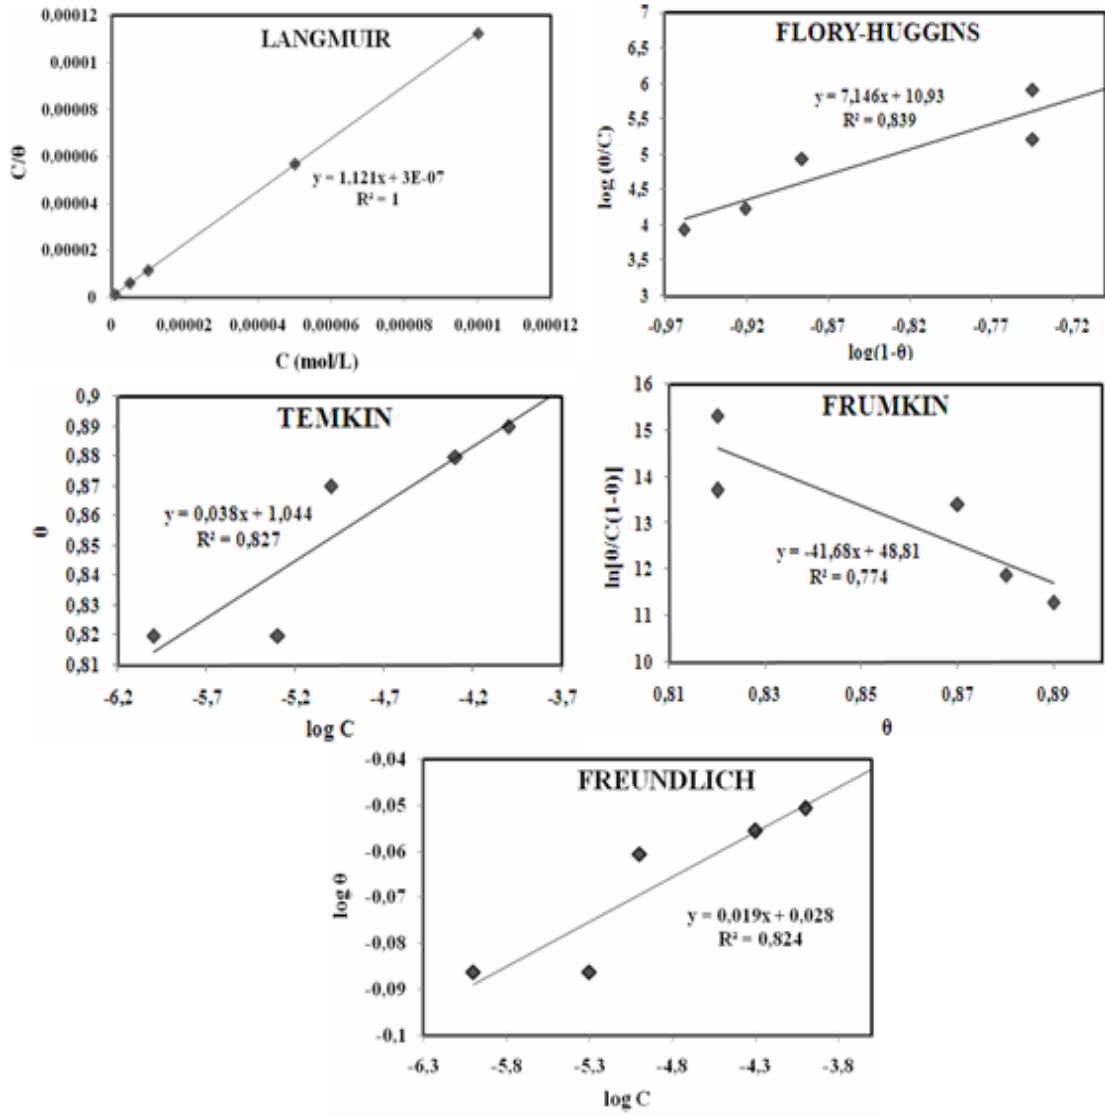 LANGMUIR
0,00012
0,0001
0,00008
0,00006
0,00004
0,00002
0
C/θ
y = 1,121x + 3E-07
R² = 1
0
0,00002
0,00004
0,00006
0,00008
0,0001
0,00012
C (mol/L)
FLORY-HUGGINS
7
6,5
6
5,5
5
4,5
4
3,5
3
log (θ/C)
y = 7,146x + 10,93
R² = 0,839
-0,97
-0,92
-0,87
-0,82
-0,77
-0,72
log(1-θ)
TEMKIN
0,9
0,89
0,88
0,87
0,86
0,85
0,84
0,83
0,82
0,81
θ
y = 0,038x + 1,044
R² = 0,827
-6,2
-5,7
-5,2
-4,7
-4,2
-3,7
log C
FRUMKIN
16
15
14
13
12
11
10
ln[θ/C(1-θ)]
y = -41,68x + 48,81
R² = 0,774
0,81
0,83
0,85
0,87
0,89
θ
FREUNDLICH
-0,04
-0,05
-0,06
-0,07
-0,08
-0,09
-0,1
log θ
y = 0,019x + 0,028
R² = 0,824
-6,3
-5,8
-5,3
-4,8
-4,3
-3,8
log C